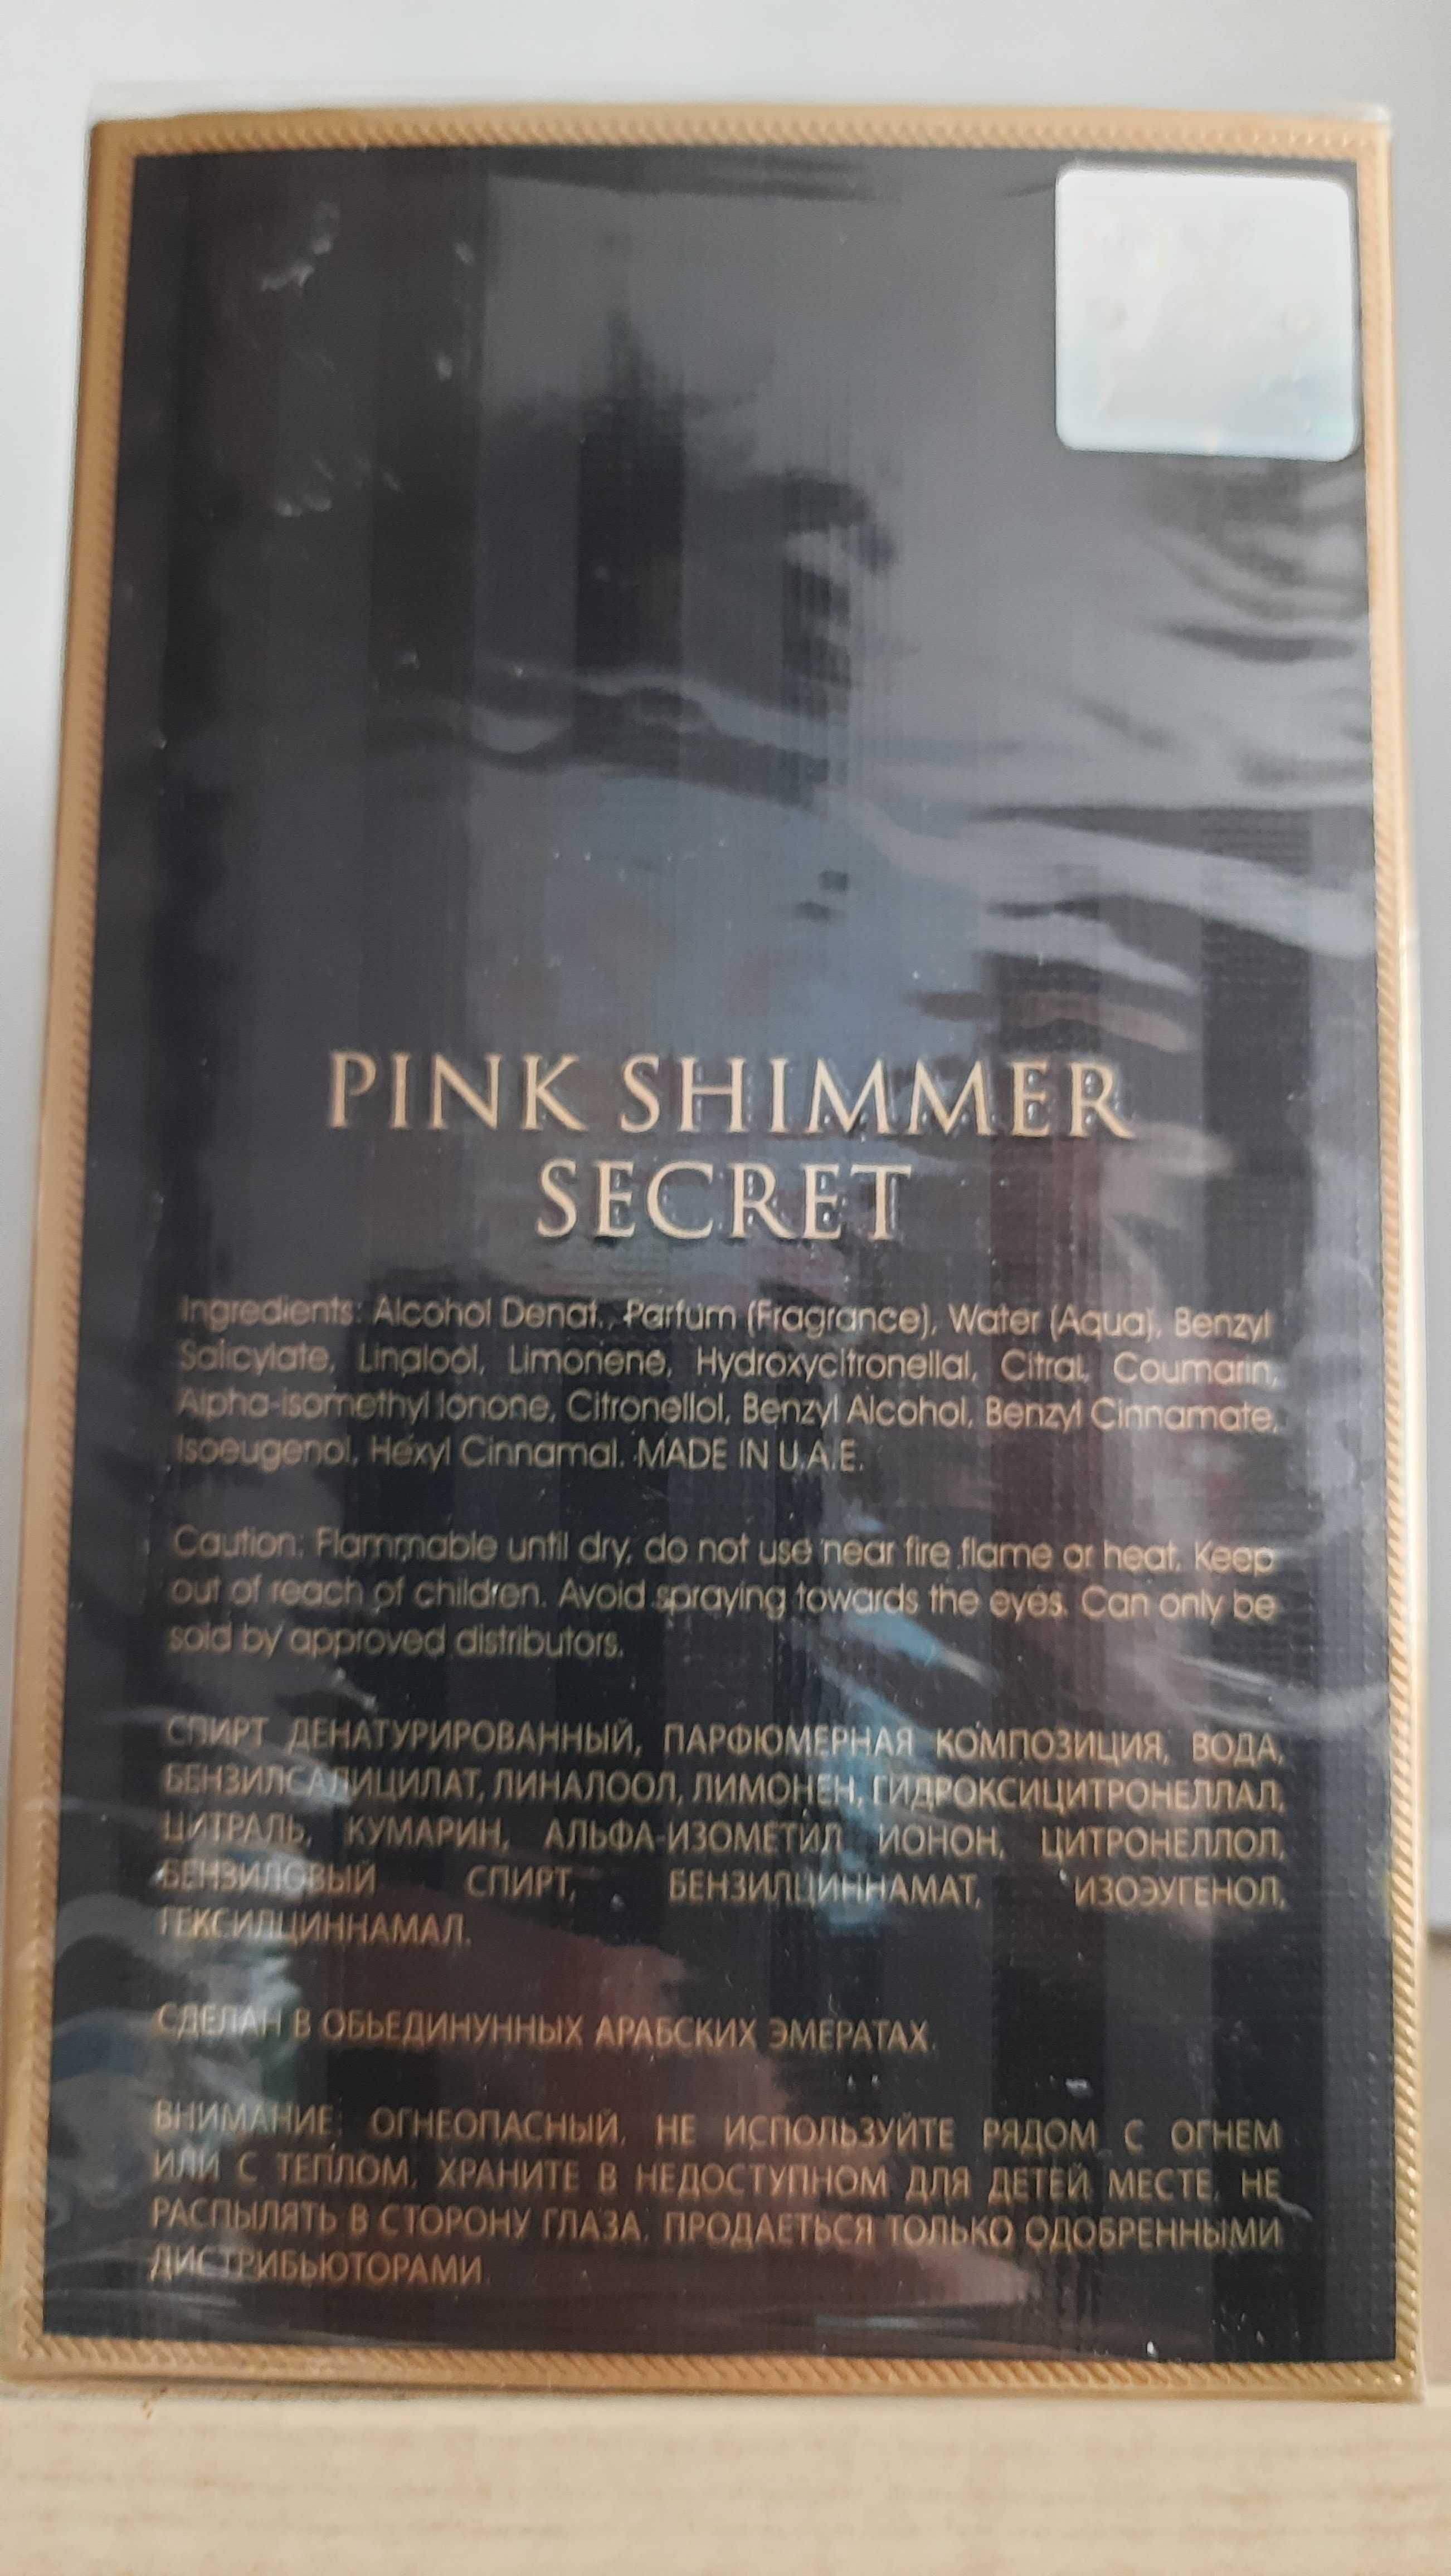 PINK SHIMMER
SECRET
Ingredients: Alcohol Denat., Parfum (Fragrance), Water (Aqua), Benzyl
Salicylate, Linalool, Limonene, Hydroxycitronellal, Citral, Coumarin,
Alpha-isomethyl Ionone, Citronellol, Benzyl Alcohol, Benzyl Cinnamate,
Isoeugenol, Hexyl Cinnamal. MADE IN U.A.E.
Caution: Flammable until dry, do not use near fire flame or heat. Keep
out of reach of children. Avoid spraying towards the eyes. Can only be
sold by approved distributors.
СПИРТ ДЕНАТУРИРОВАННЫЙ, ПАРФЮМЕРНАЯ КОМПОЗИЦИЯ, ВОДА,
БЕНЗИЛСАЛИЦИЛАТ, ЛИНАЛООЛ, ЛИМОНЕН, ГИДРОКСИЦИТРОНЕЛЛАЛ,
ЦИТРАЛЬ, КУМАРИН, АЛЬФА-ИЗОМЕТИЛ ИОНОН, ЦИТРОНЕЛЛОЛ,
БЕНЗИЛОВЫЙ СПИРТ, БЕНЗИЛЦИННАМАТ, ИЗОЭУГЕНОЛ,
ГЕКСИЛЦИННАМАЛ.
СДЕЛАН В ОБЬЕДИНУННЫХ АРАБСКИХ ЭМЕРАТАХ.
ВНИМАНИЕ: ОГНЕОПАСНЫЙ, НЕ ИСПОЛЬЗУЙТЕ РЯДОМ С ОГНЕМ
ИЛИ С ТЕПЛОМ, ХРАНИТЕ В НЕДОСТУПНОМ ДЛЯ ДЕТЕЙ МЕСТЕ, НЕ
РАСПЫЛЯТЬ В СТОРОНУ ГЛАЗА, ПРОДАЕТЬСЯ ТОЛЬКО ОДОБРЕННЫМИ
ДИСТРИБЬЮТОРАМИ.